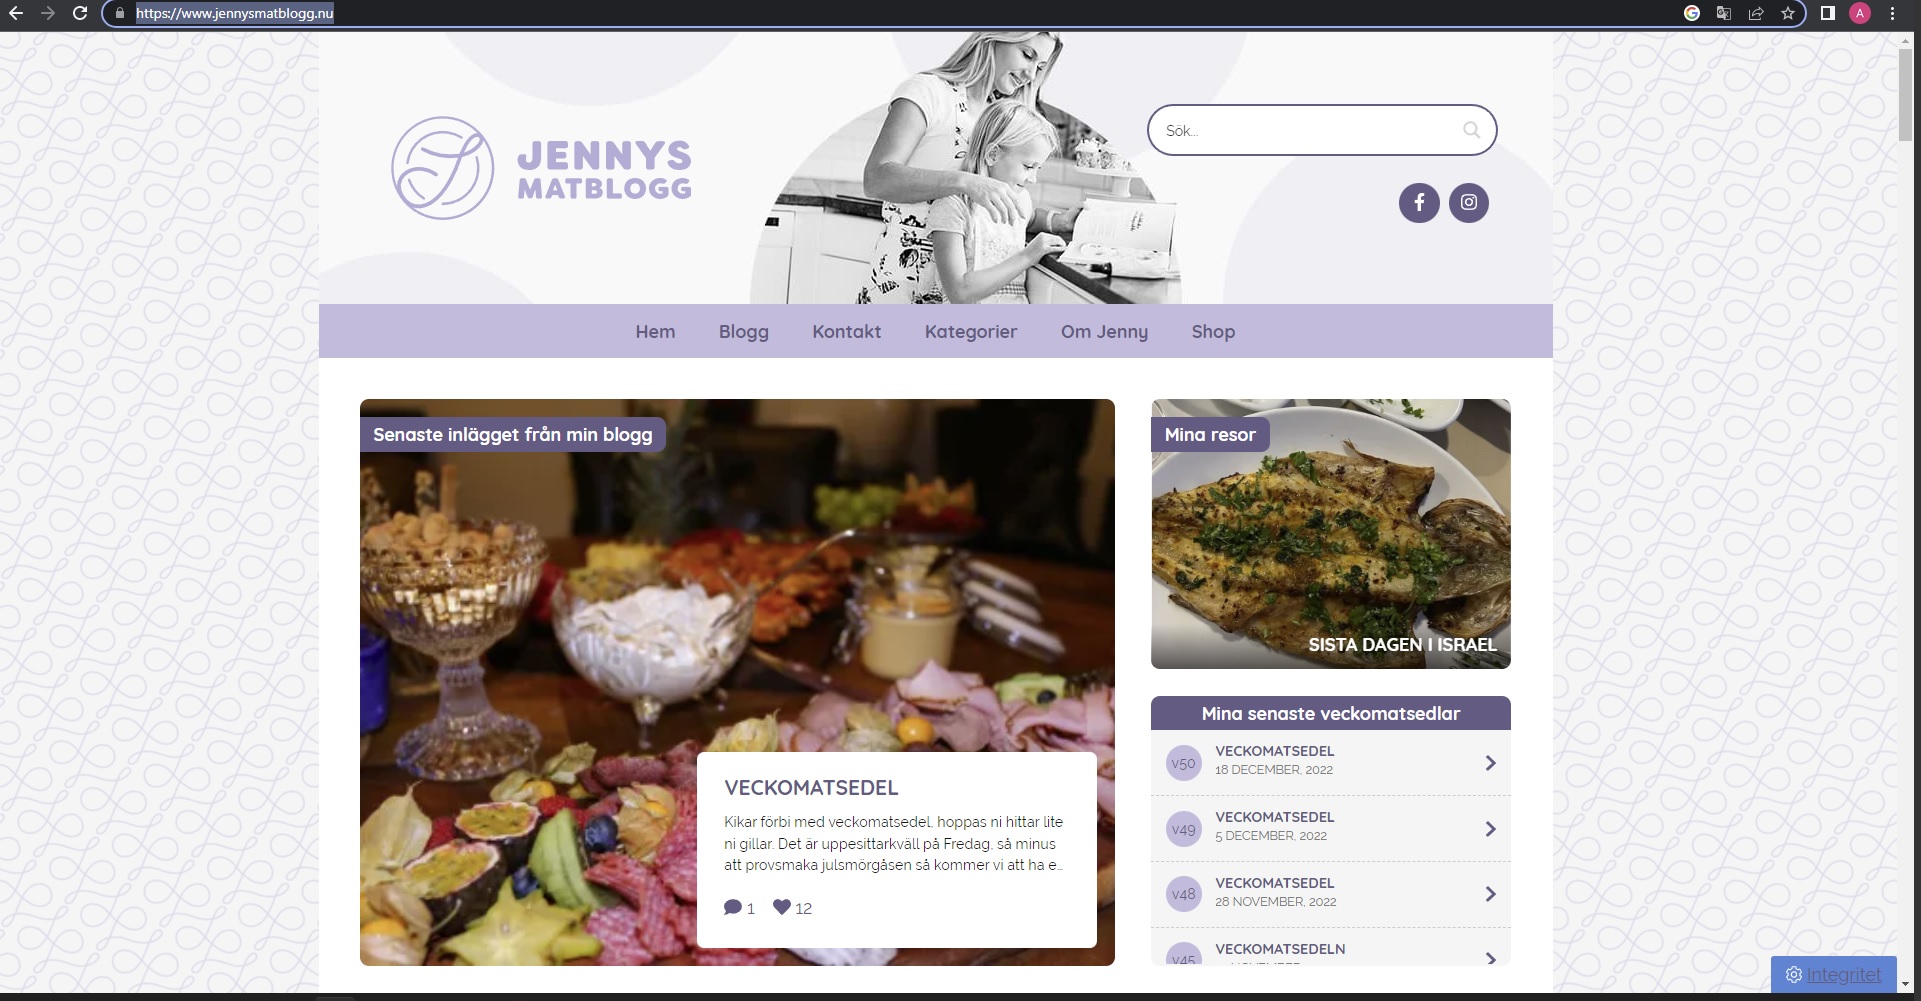 https://www.jennysmatblogg.nu
A
JENNYS
MATBLOGG
Sök...
Hem Blogg Kontakt Kategorier Om Jenny Shop
Senaste inlägget från min blogg
VECKOMATSEDEL
Kikar förbi med veckomatsedel, hoppas ni hittar lite
ni gillar. Det är uppesittarkväll på Fredag, så minus
att provsmaka julsmörgåsen så kommer vi att ha e...
1 12
Mina resor
SISTA DAGEN I ISRAEL
Mina senaste veckomatsedlar
v50
VECKOMATSEDEL
18 DECEMBER, 2022
v49
VECKOMATSEDEL
5 DECEMBER, 2022
v48
VECKOMATSEDEL
28 NOVEMBER, 2022
v45
VECKOMATSEDELN
Integritet